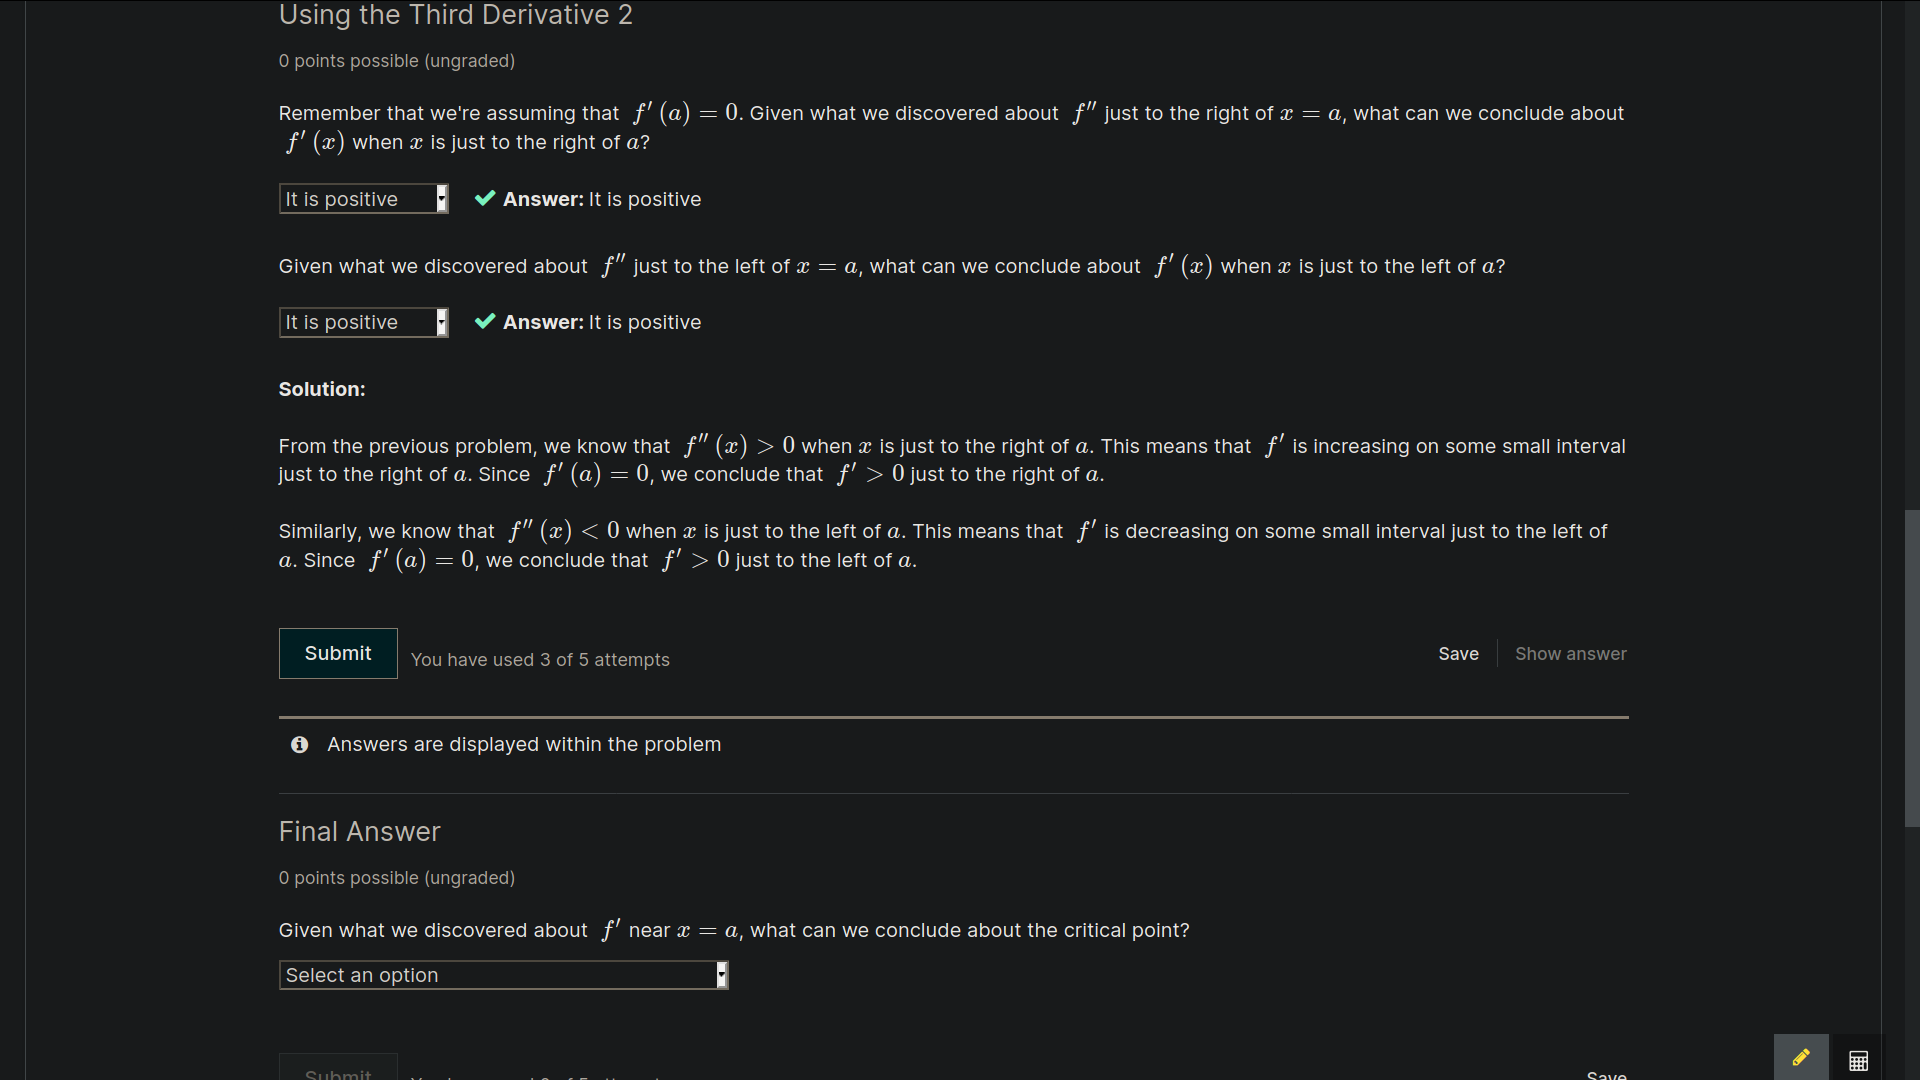 Using the Third Derivative 2
0 points possible (ungraded)
Remember that we're assuming that f′ (a) = 0. Given what we discovered about f′′ just to the right of x = a, what can we conclude about
f′ (x) when x is just to the right of a?
It is positive
Answer: It is positive
Given what we discovered about f′′ just to the left of x = a, what can we conclude about f′ (x) when x is just to the left of a?
It is positive
Answer: It is positive
Solution:
From the previous problem, we know that f′′ (x) > 0 when x is just to the right of a. This means that f′ is increasing on some small interval
just to the right of a. Since f′ (a) = 0, we conclude that f′ > 0 just to the right of a.
Similarly, we know that f′′ (x) < 0 when x is just to the left of a. This means that f′ is decreasing on some small interval just to the left of
a. Since f′ (a) = 0, we conclude that f′ > 0 just to the left of a.
Submit
You have used 3 of 5 attempts
Save
Show answer
Answers are displayed within the problem
Final Answer
0 points possible (ungraded)
Given what we discovered about f′ near x = a, what can we conclude about the critical point?
Select an option
Submit
Save